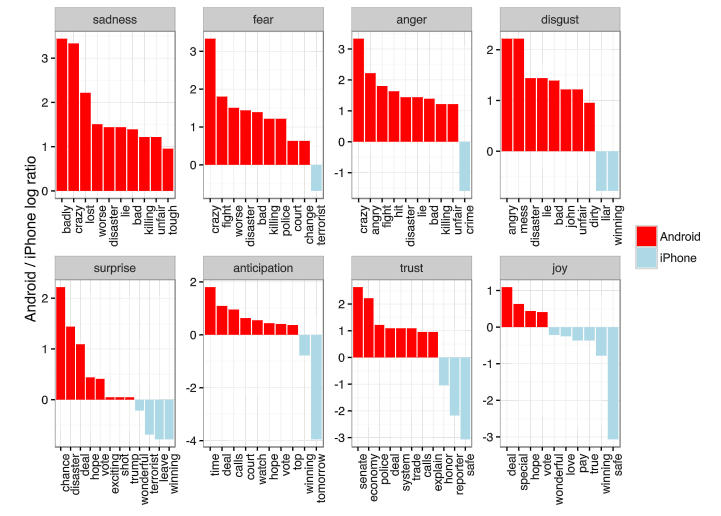 sadness fear anger disgust
3 2 1 0
3 2 1 0
3 2 1 0 -1
2 1 0
badly crazy lost worse disaster lie bad killing unfair tough
crazy fight worse disaster bad killing police court change terrorist
crazy angry fight hit disaster lie bad killing unfair crime
angry mess disaster lie bad john unfair dirty liar winning
Android / iPhone log ratio
Android
iPhone
surprise anticipation trust joy
2 1 0
2 0 -2 -4
2 1 0 -1 -2 -3
1 0 -1 -2 -3
chance disaster deal hope vote exciting shot trump wonderful terrorist leave winning
time deal calls court watch hope vote top winning tomorrow
senate economy police deal system trade calls explain honor reporter safe
deal special hope vote wonderful love pay true winning safe